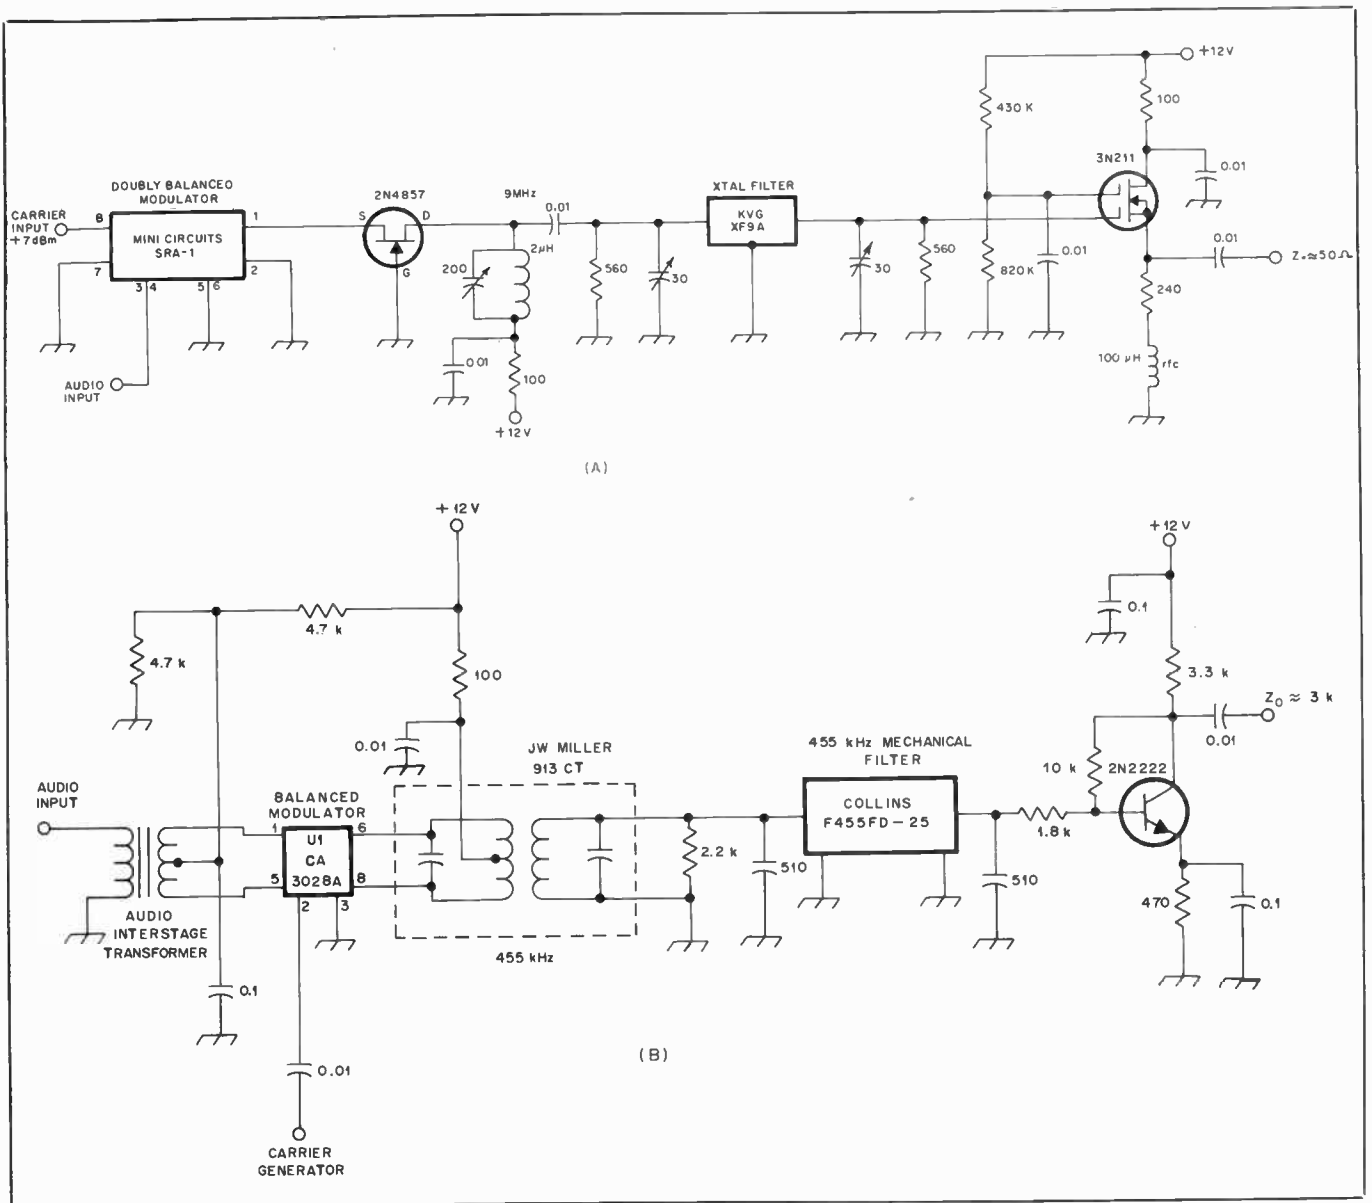 +12V
100
430 K
3N211
0.01
DOUBLY BALANCED
MODULATOR
2N4857
9MHz
0.01
XTAL FILTER
CARRIER
INPUT
+7dBm
8
1
S
D
MINI CIRCUITS
SRA-1
KVG
XF9A
7
2
G
3 4
5 6
200
2µH
560
30
30
560
820 K
0.01
0.01
Z₀≈50Ω
240
0.01
100
100 µH
rfc
AUDIO
INPUT
+12V
(A)
+12V
+12V
0.1
4.7 k
4.7 k
100
3.3 k
Z₀ ≈ 3 k
0.01
0.01
JW MILLER
913 CT
455 kHz MECHANICAL
FILTER
10 k
2N2222
AUDIO
INPUT
BALANCED
MODULATOR
1
6
U1
CA
3028A
5
8
2
3
COLLINS
F455FD-25
1.8k
2.2 k
510
510
470
0.1
AUDIO
INTERSTAGE
TRANSFORMER
455 kHz
0.1
(B)
0.01
CARRIER
GENERATOR